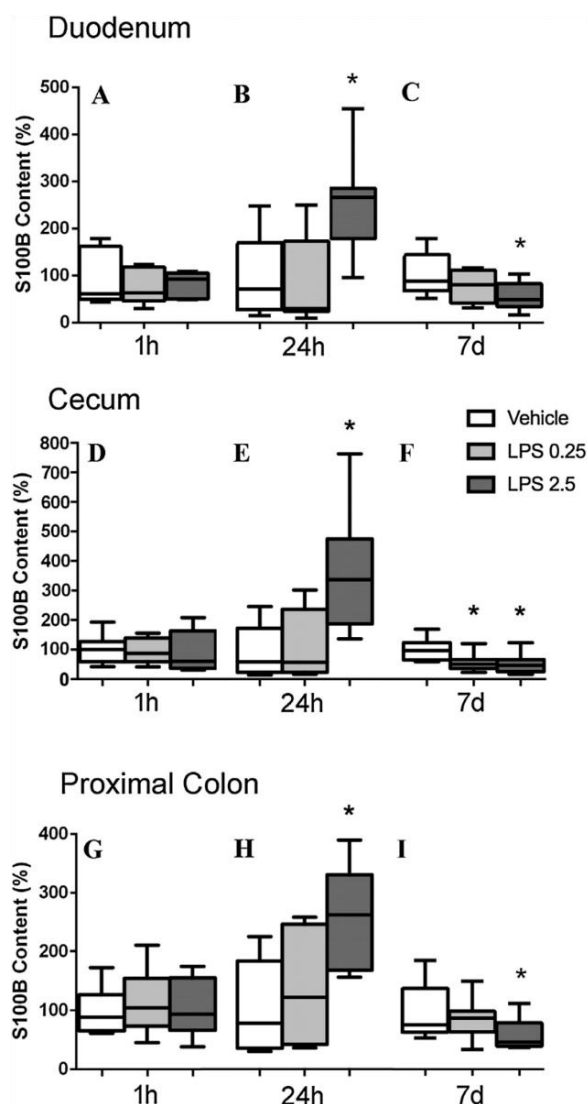 Duodenum
A B * C
*
S100B Content (%)
500
400
300
200
100
0
1h 24h 7d
Cecum
D E * F
* *
Vehicle
LPS 0.25
LPS 2.5
S100B Content (%)
800
700
600
500
400
300
200
100
0
1h 24h 7d
Proximal Colon
G H * I
*
S100B Content (%)
400
300
200
100
0
1h 24h 7d